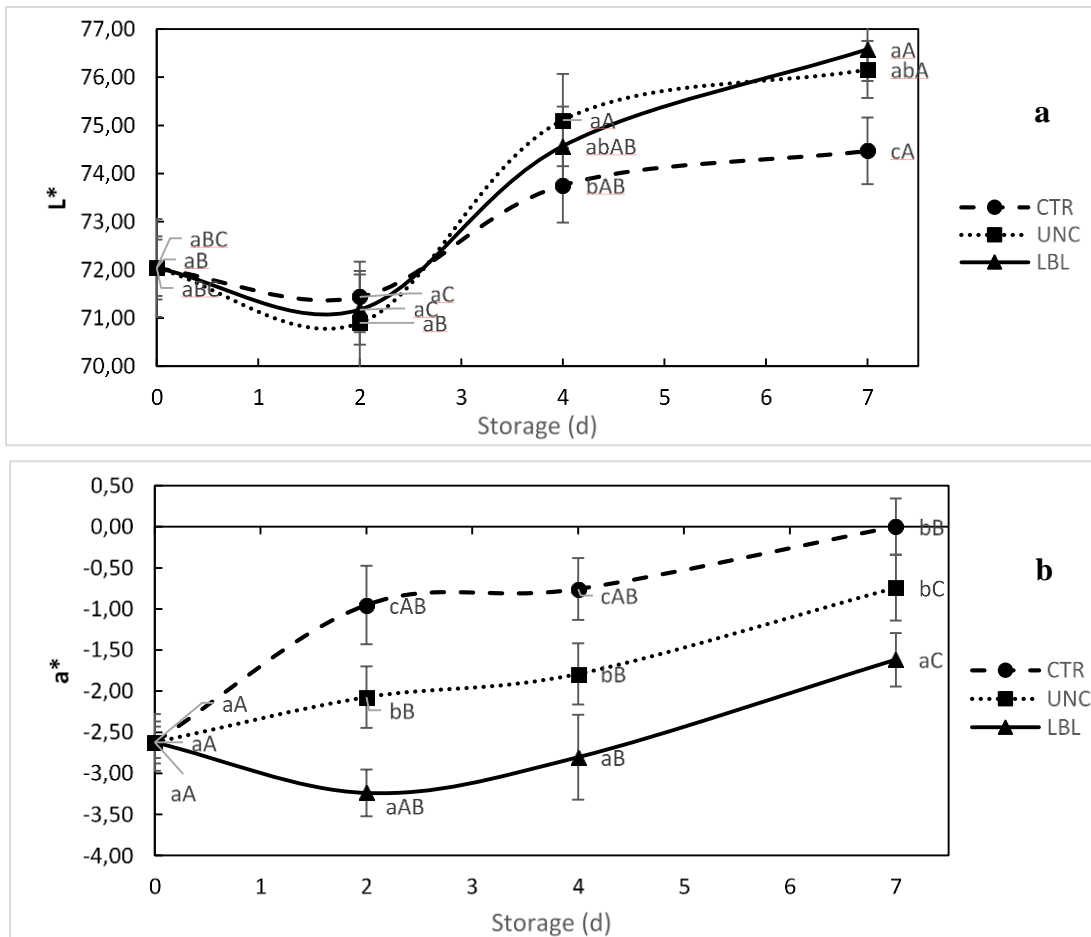 77,00
76,00
75,00
74,00
73,00
72,00
71,00
70,00
L*
0 1 2 3 4 5 6 7
Storage (d)
aBC
aB
aBC
aC
aC
aB
aA
abAB
bAB
aA
abA
cA
a
CTR
UNC
LBL
0,50
0,00
-0,50
-1,00
-1,50
-2,00
-2,50
-3,00
-3,50
-4,00
a*
0 1 2 3 4 5 6 7
Storage (d)
aA
aA
aA
cAB
bB
aAB
cAB
bB
aB
bB
bC
aC
b
CTR
UNC
LBL